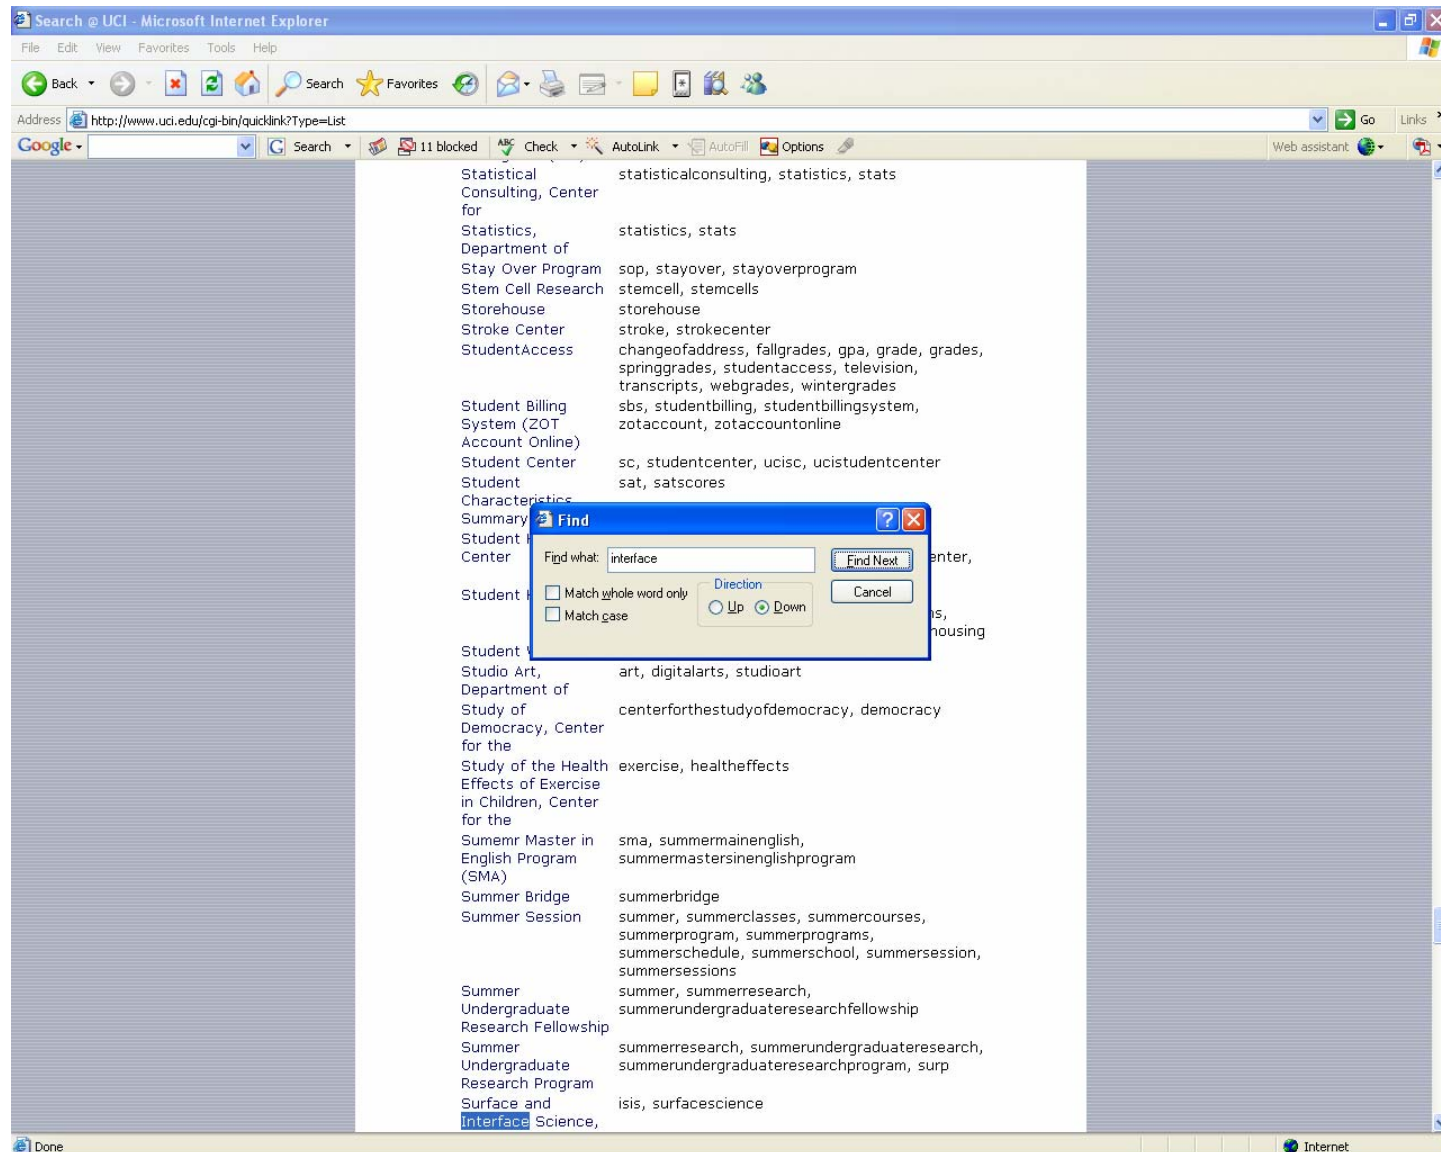 Search @ UCI - Microsoft Internet Explorer
File Edit View Favorites Tools Help
Back Search Favorites
Address http://www.uci.edu/cgi-bin/quicklink?Type=List Go Links
Google Search 11 blocked ABC Check AutoLink AutoFill Options Web assistant
Statistical statisticalconsulting, statistics, stats
Consulting, Center
for
Statistics, statistics, stats
Department of
Stay Over Program sop, stayover, stayoverprogram
Stem Cell Research stemcell, stemcells
Storehouse storehouse
Stroke Center stroke, strokecenter
StudentAccess changeofaddress, fallgrades, gpa, grade, grades,
springgrades, studentaccess, television,
transcripts, webgrades, wintergrades
Student Billing sbs, studentbilling, studentbillingsystem,
System (ZOT zotaccount, zotaccountonline
Account Online)
Student Center sc, studentcenter, ucisc, ucistudentcenter
Student sat, satscores
Characteristics
Summary
Student
Center enter,
Student
ns,
housing
Student
Find
Find what: interface Find Next
Match whole word only Direction Cancel
Match case Up Down
Studio Art, art, digitalarts, studioart
Department of
Study of centerforthestudyofdemocracy, democracy
Democracy, Center
for the
Study of the Health exercise, healtheffects
Effects of Exercise
in Children, Center
for the
Sumemr Master in sma, summermainenglish,
English Program summermastersinenglishprogram
(SMA)
Summer Bridge summerbridge
Summer Session summer, summerclasses, summercourses,
summerprogram, summerprograms,
summerschedule, summerschool, summersession,
summersessions
Summer summer, summerresearch,
Undergraduate summerundergraduateresearchfellowship
Research Fellowship
Summer summerresearch, summerundergraduateresearch,
Undergraduate summerundergraduateresearchprogram, surp
Research Program
Surface and isis, surfacescience
Interface Science,
Done Internet